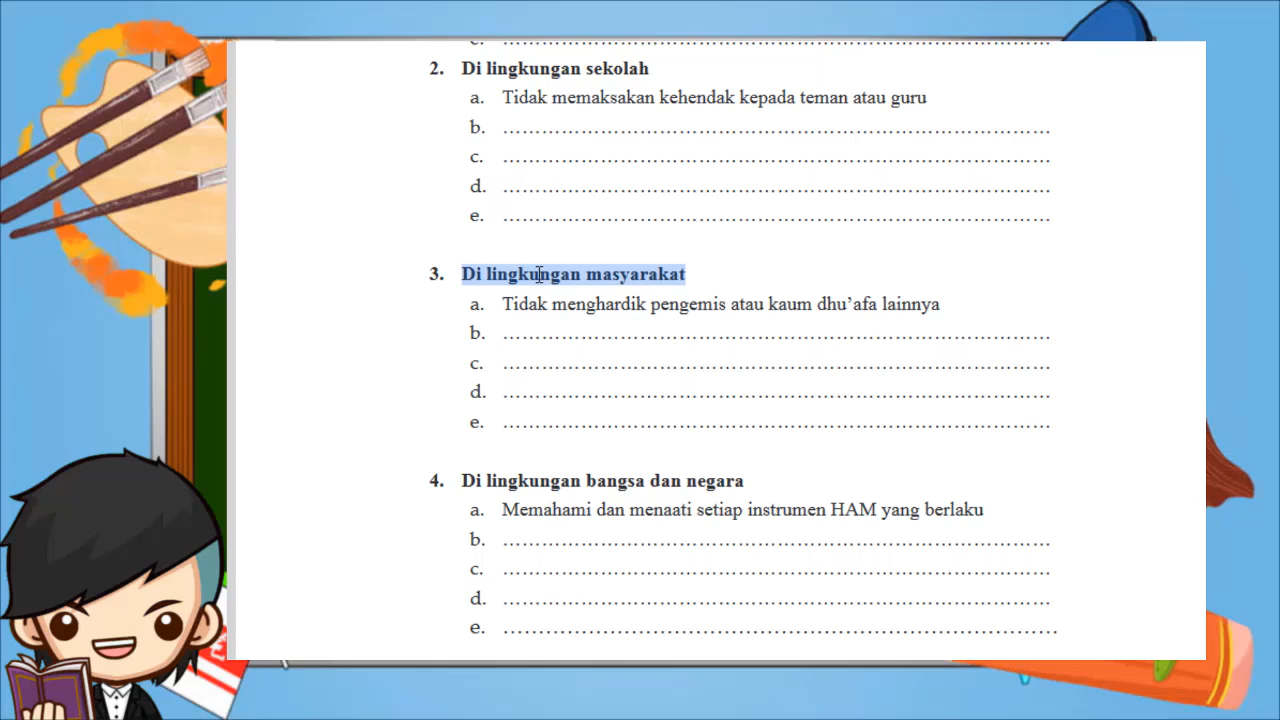 e. ………………………………………………………………………………
2. Di lingkungan sekolah
a. Tidak memaksakan kehendak kepada teman atau guru
b. ………………………………………………………………………………
c. ………………………………………………………………………………
d. ………………………………………………………………………………
e. ………………………………………………………………………………
3. Di lingkungan masyarakat
a. Tidak menghardik pengemis atau kaum dhu’afa lainnya
b. ………………………………………………………………………………
c. ………………………………………………………………………………
d. ………………………………………………………………………………
e. ………………………………………………………………………………
4. Di lingkungan bangsa dan negara
a. Memahami dan menaati setiap instrumen HAM yang berlaku
b. ………………………………………………………………………………
c. ………………………………………………………………………………
d. ………………………………………………………………………………
e. ………………………………………………………………………………